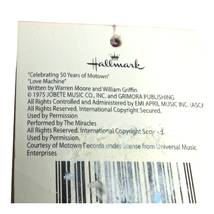 Hallmark
"Celebrating 50 Years of Motown"
"Love Machine"
Written by Warren Moore and William Griffin
© 1975 JOBETE MUSIC CO., INC., and GRIMORA PUBLISHING
All Rights Controlled and Administered by EMI APRIL MUSIC INC. (ASCA
All Rights Reserved. International Copyright Secured.
Used by Permission
Performed by The Miracles
All Rights Reserved. International Copyright Secured.
Used by Permission
Courtesy of Motown Records under license from Universal Music
Enterprises